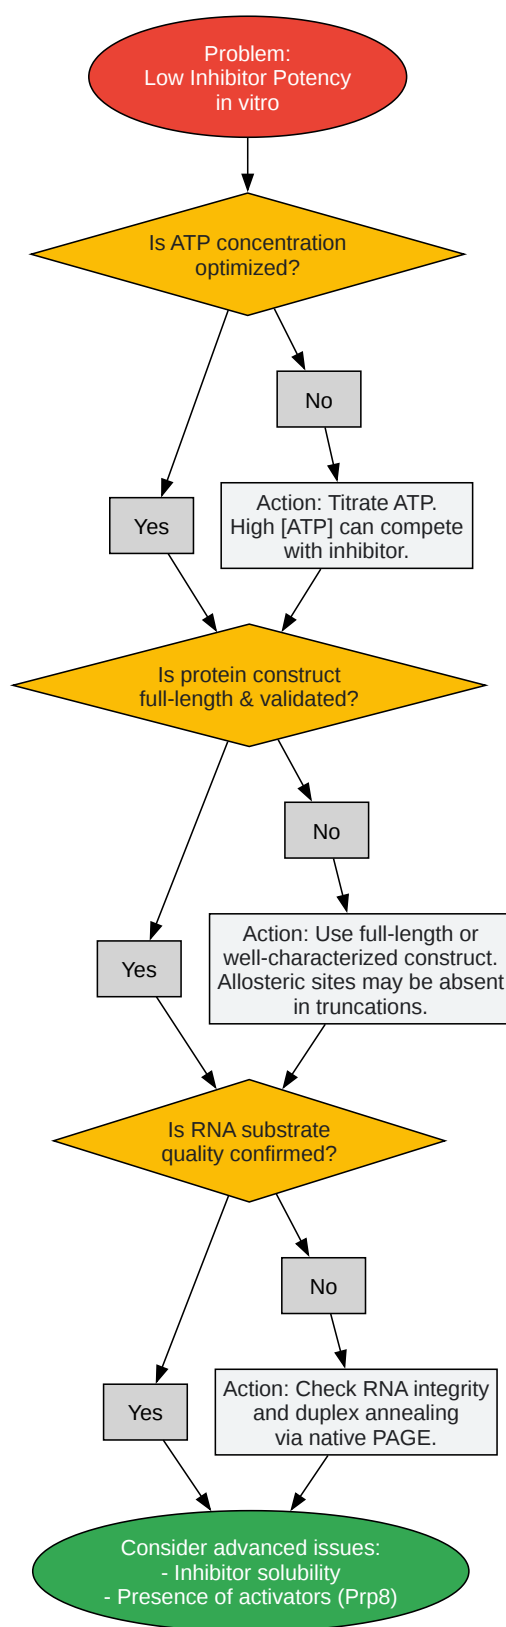 Problem:
Low Inhibitor Potency
in vitro
Is ATP concentration
optimized?
No
Yes
Action: Titrate ATP.
High [ATP] can compete
with inhibitor.
Is protein construct
full-length & validated?
No
Yes
Action: Use full-length or
well-characterized construct.
Allosteric sites may be absent
in truncations.
Is RNA substrate
quality confirmed?
No
Yes
Action: Check RNA integrity
and duplex annealing
via native PAGE.
Consider advanced issues:
- Inhibitor solubility
- Presence of activators (Prp8)